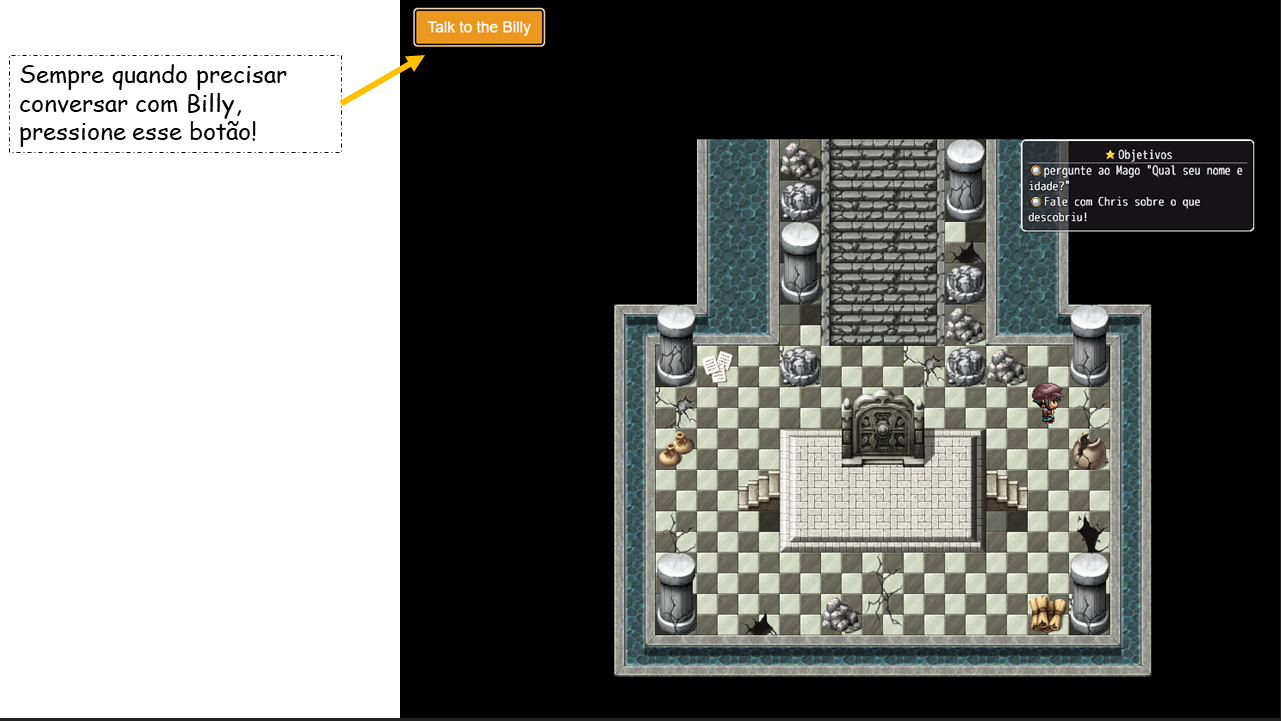 Talk to the Billy
Sempre quando precisar
conversar com Billy,
pressione esse botão!
Objetivos
pergunte ao Mago "Qual seu nome e
idade?"
Fale com Chris sobre o que
descobriu!